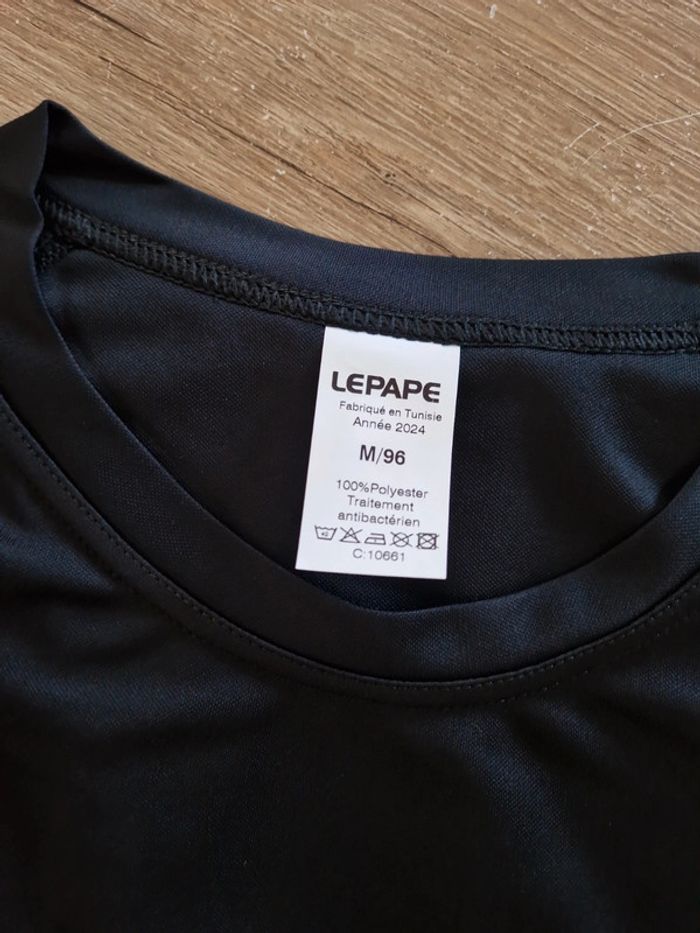 LEPAPE
Fabriqué en Tunisie
Année 2024
M/96
100%Polyester
Traitement
antibactérien
C:10661